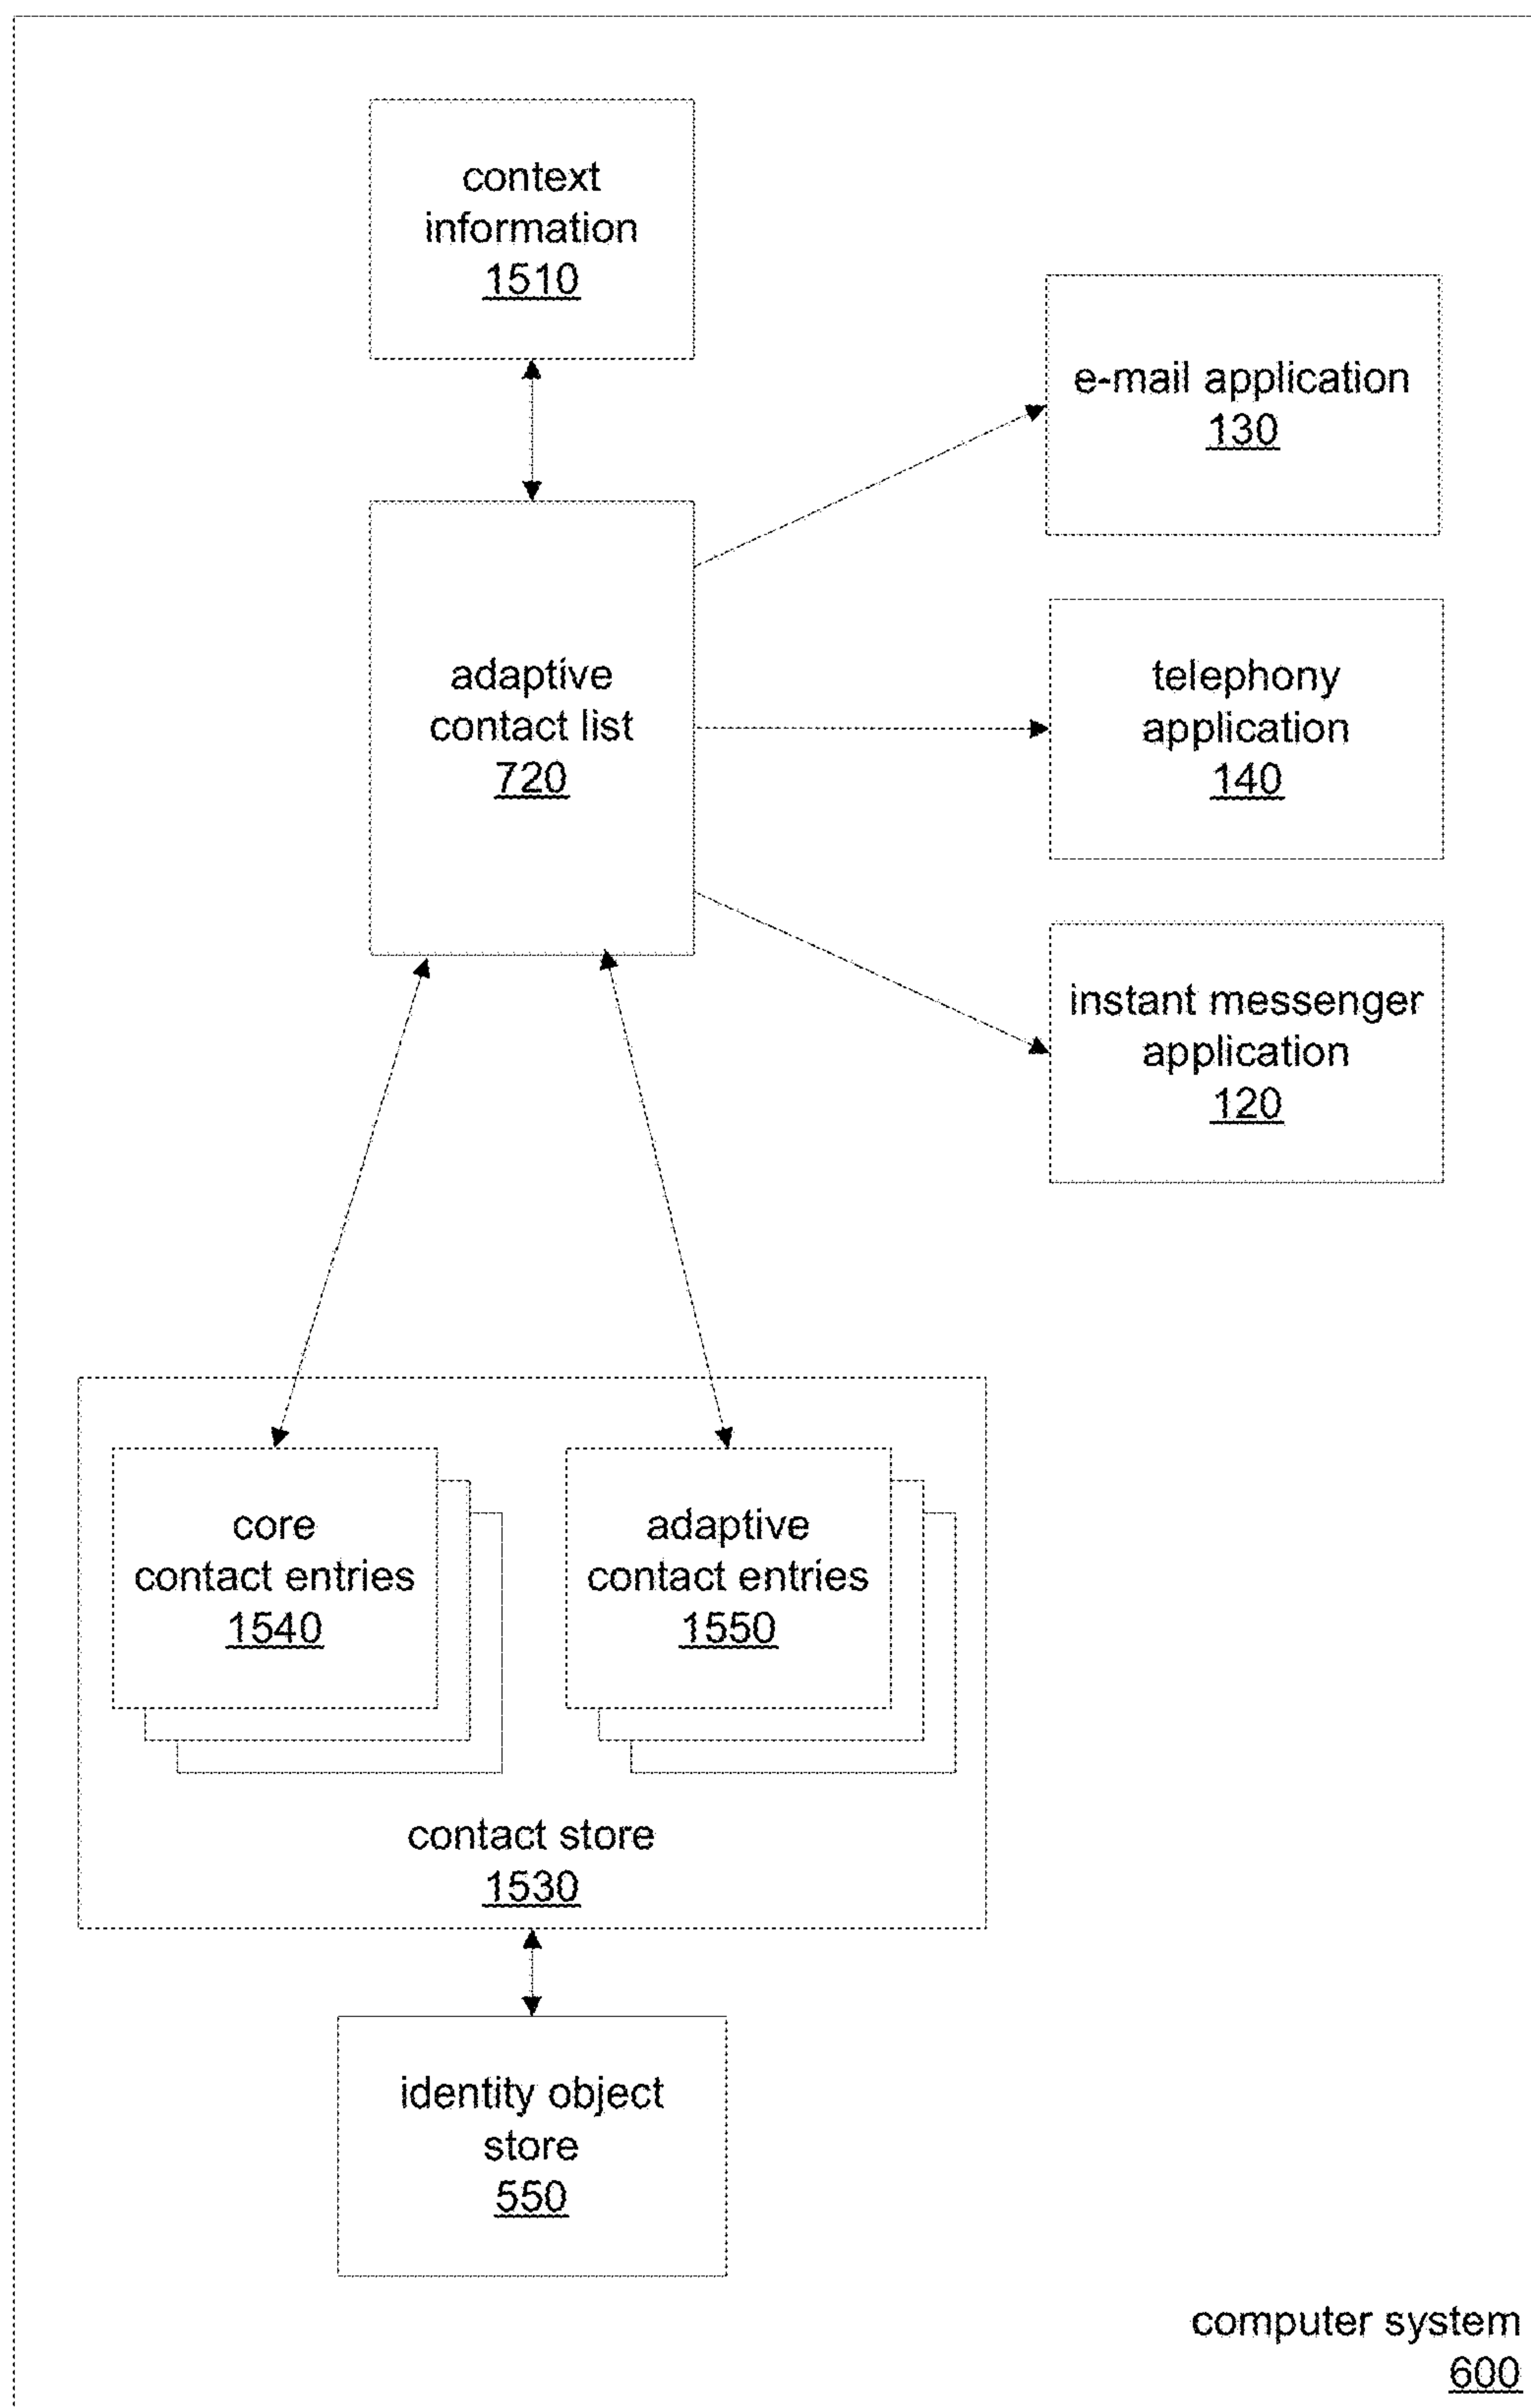 context
information
1510
e-mail application
130
adaptive
contact list
720
telephony
application
140
instant messenger
application
120
core
contact entries
1540
adaptive
contact entries
1550
contact store
1530
identity object
store
550
computer system
600